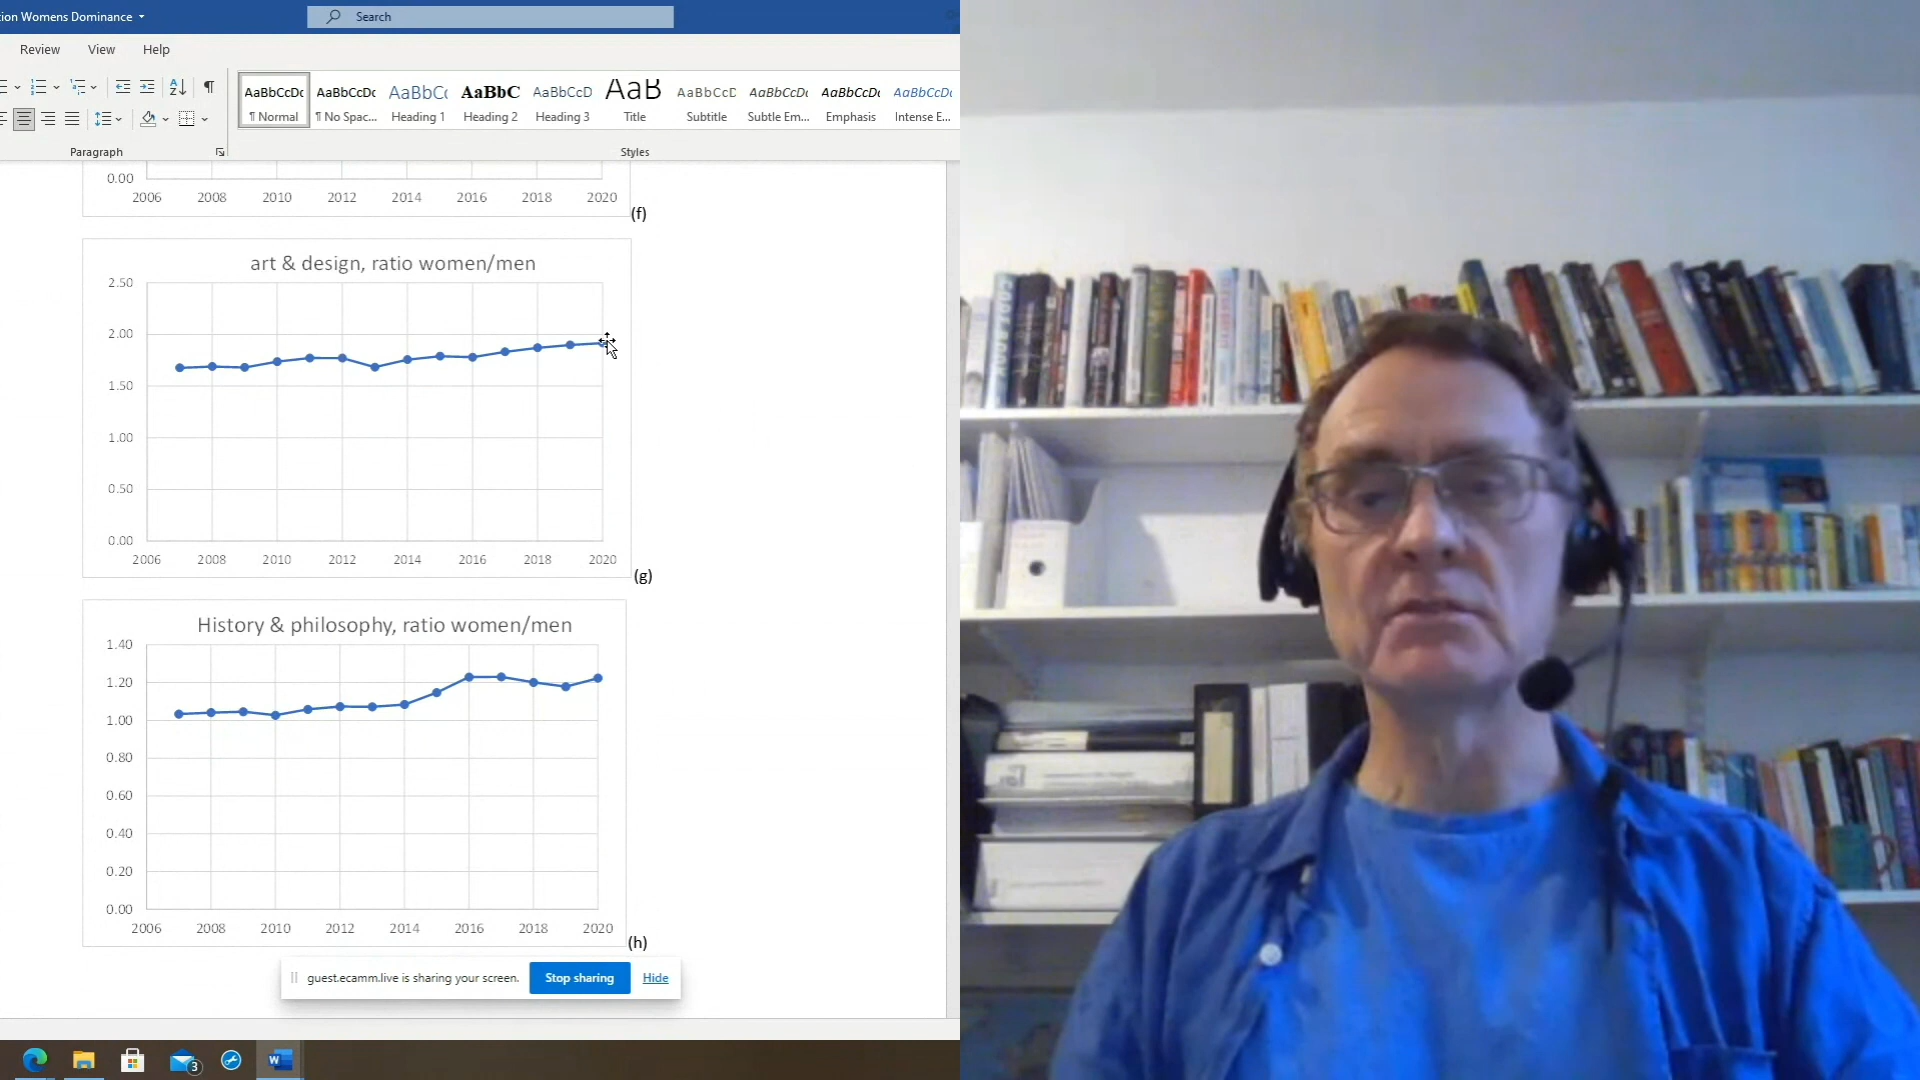 ion Womens Dominance
Search
Review View Help
AaBbCcDc AaBbCcDc AaBbCc AaBbC AaBbCcD AaB AaBbCcD AaBbCcDc AaBbCcDc AaBbCcDc
¶ Normal ¶ No Spac... Heading 1 Heading 2 Heading 3 Title Subtitle Subtle Em... Emphasis Intense E...
Paragraph Styles
0.00
2006 2008 2010 2012 2014 2016 2018 2020
(f)
art & design, ratio women/men
2.50
2.00
1.50
1.00
0.50
0.00
2006 2008 2010 2012 2014 2016 2018 2020
(g)
History & philosophy, ratio women/men
1.40
1.20
1.00
0.80
0.60
0.40
0.20
0.00
2006 2008 2010 2012 2014 2016 2018 2020
(h)
guest.ecamm.live is sharing your screen. Stop sharing Hide
3
W